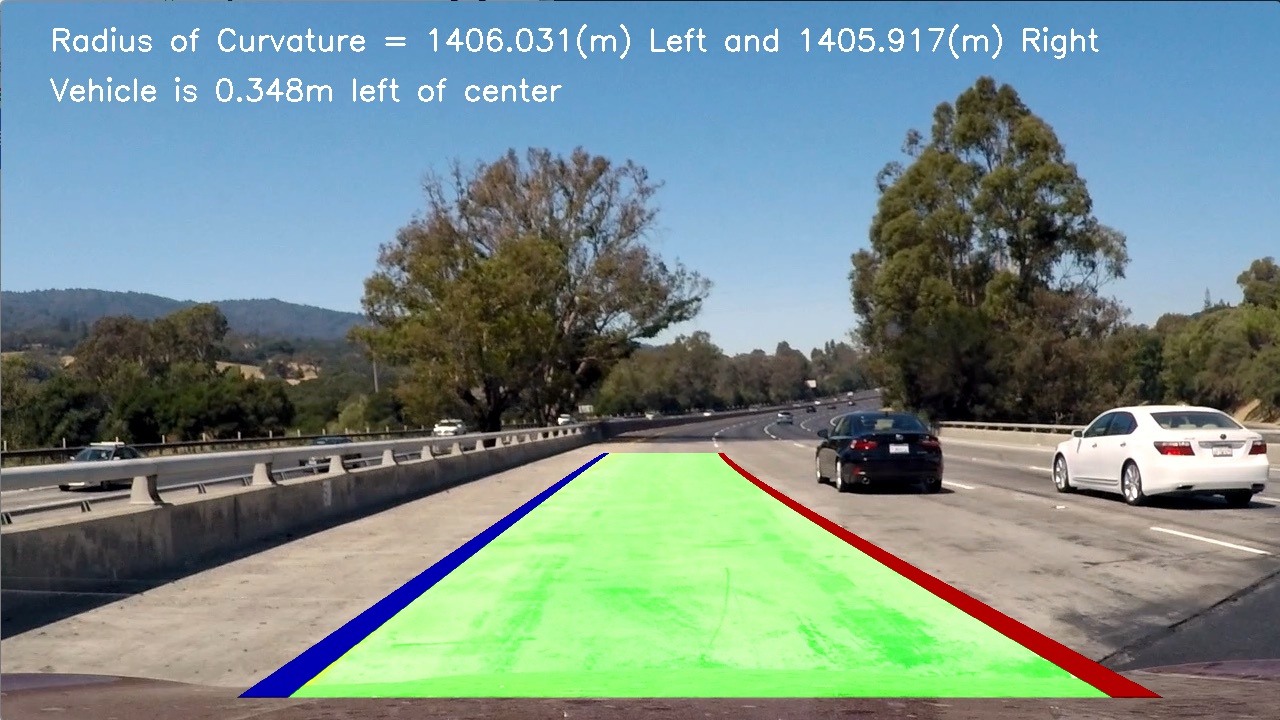 Radius of Curvature = 1406.031(m) Left and 1405.917(m) Right
Vehicle is 0.348m left of center